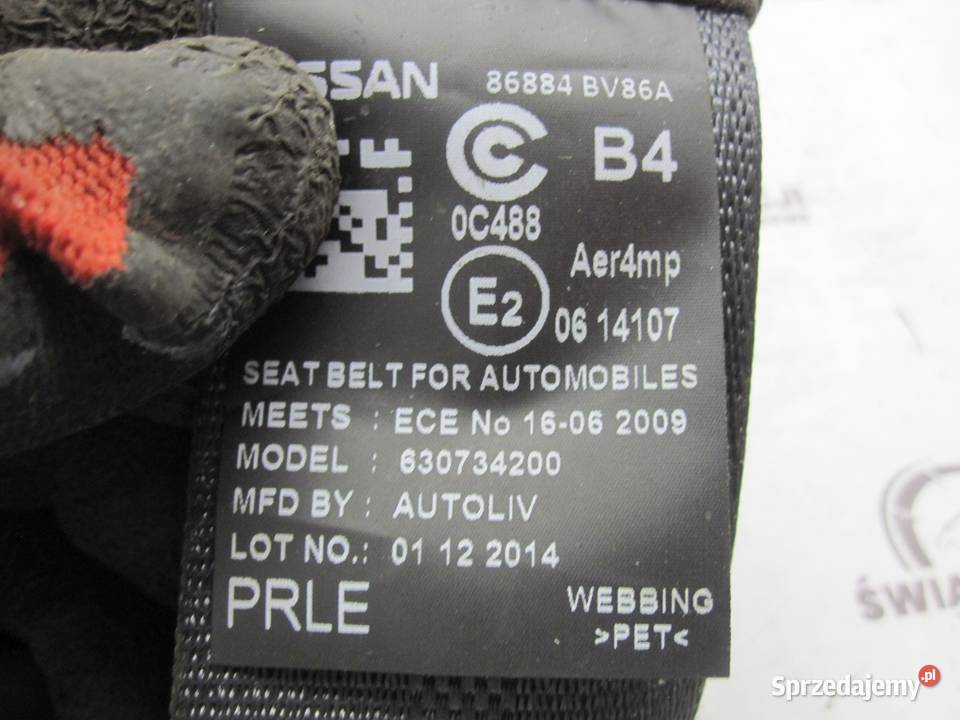 NISSAN 86884 BV86A
B4
0C488
Aer4mp
E2
06 14107
SEAT BELT FOR AUTOMOBILES
MEETS : ECE No 16-06 2009
MODEL : 630734200
MFD BY : AUTOLIV
LOT NO.: 01 12 2014
PRLE
WEBBING
>PET<
Sprzedajemy.pl